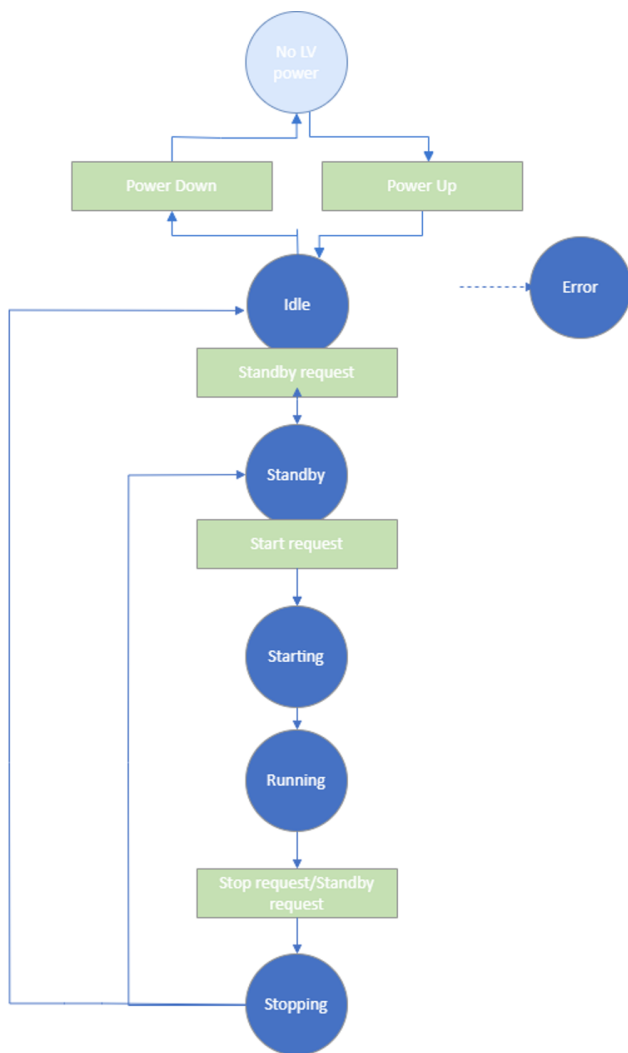 No LV
power
Power Down
Power Up
Idle
Error
Standby request
Standby
Start request
Starting
Running
Stop request/Standby
request
Stopping